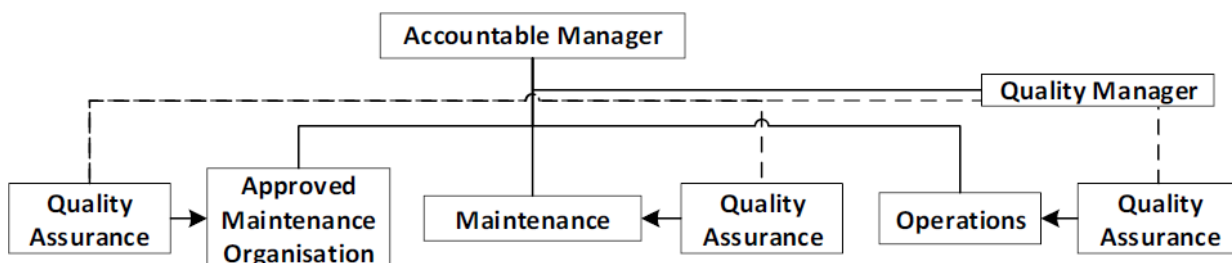 Accountable Manager
Quality Manager
Quality
Assurance
Approved
Maintenance
Organisation
Maintenance
Quality
Assurance
Operations
Quality
Assurance